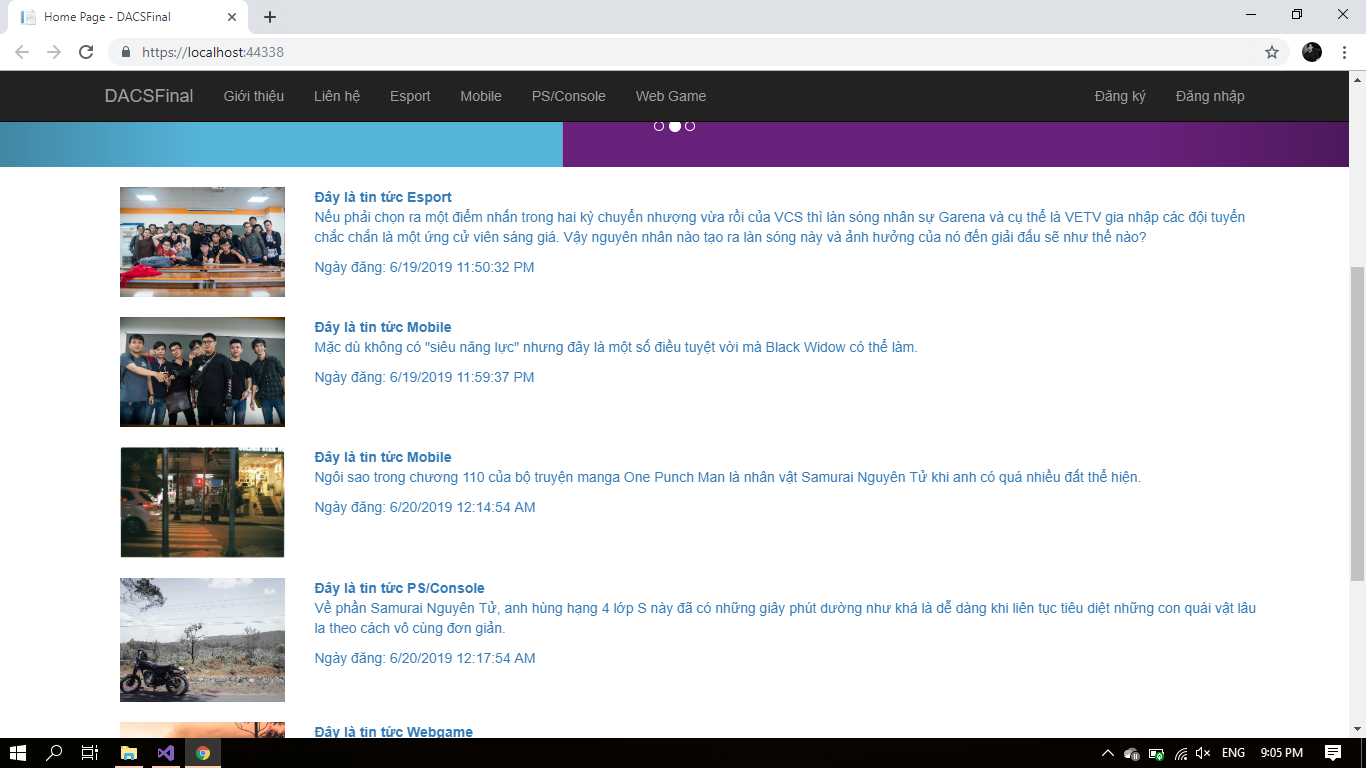 Home Page - DACSFinal
https://localhost:44338
DACSFinal Giới thiệu Liên hệ Esport Mobile PS/Console Web Game Đăng ký Đăng nhập
Đây là tin tức Esport
Nếu phải chọn ra một điểm nhấn trong hai kỳ chuyển nhượng vừa rồi của VCS thì làn sóng nhân sự Garena và cụ thể là VETV gia nhập các đội tuyển
chắc chắn là một ứng cử viên sáng giá. Vậy nguyên nhân nào tạo ra làn sóng này và ảnh hưởng của nó đến giải đấu sẽ như thế nào?
Ngày đăng: 6/19/2019 11:50:32 PM
Đây là tin tức Mobile
Mặc dù không có "siêu năng lực" nhưng đây là một số điều tuyệt vời mà Black Widow có thể làm.
Ngày đăng: 6/19/2019 11:59:37 PM
Đây là tin tức Mobile
Ngôi sao trong chương 110 của bộ truyện manga One Punch Man là nhân vật Samurai Nguyên Tử khi anh có quá nhiều đất thể hiện.
Ngày đăng: 6/20/2019 12:14:54 AM
Đây là tin tức PS/Console
Về phần Samurai Nguyên Tử, anh hùng hạng 4 lớp S này đã có những giây phút dường như khá là dễ dàng khi liên tục tiêu diệt những con quái vật lâu
la theo cách vô cùng đơn giản.
Ngày đăng: 6/20/2019 12:17:54 AM
Đây là tin tức Webgame
ENG 9:05 PM